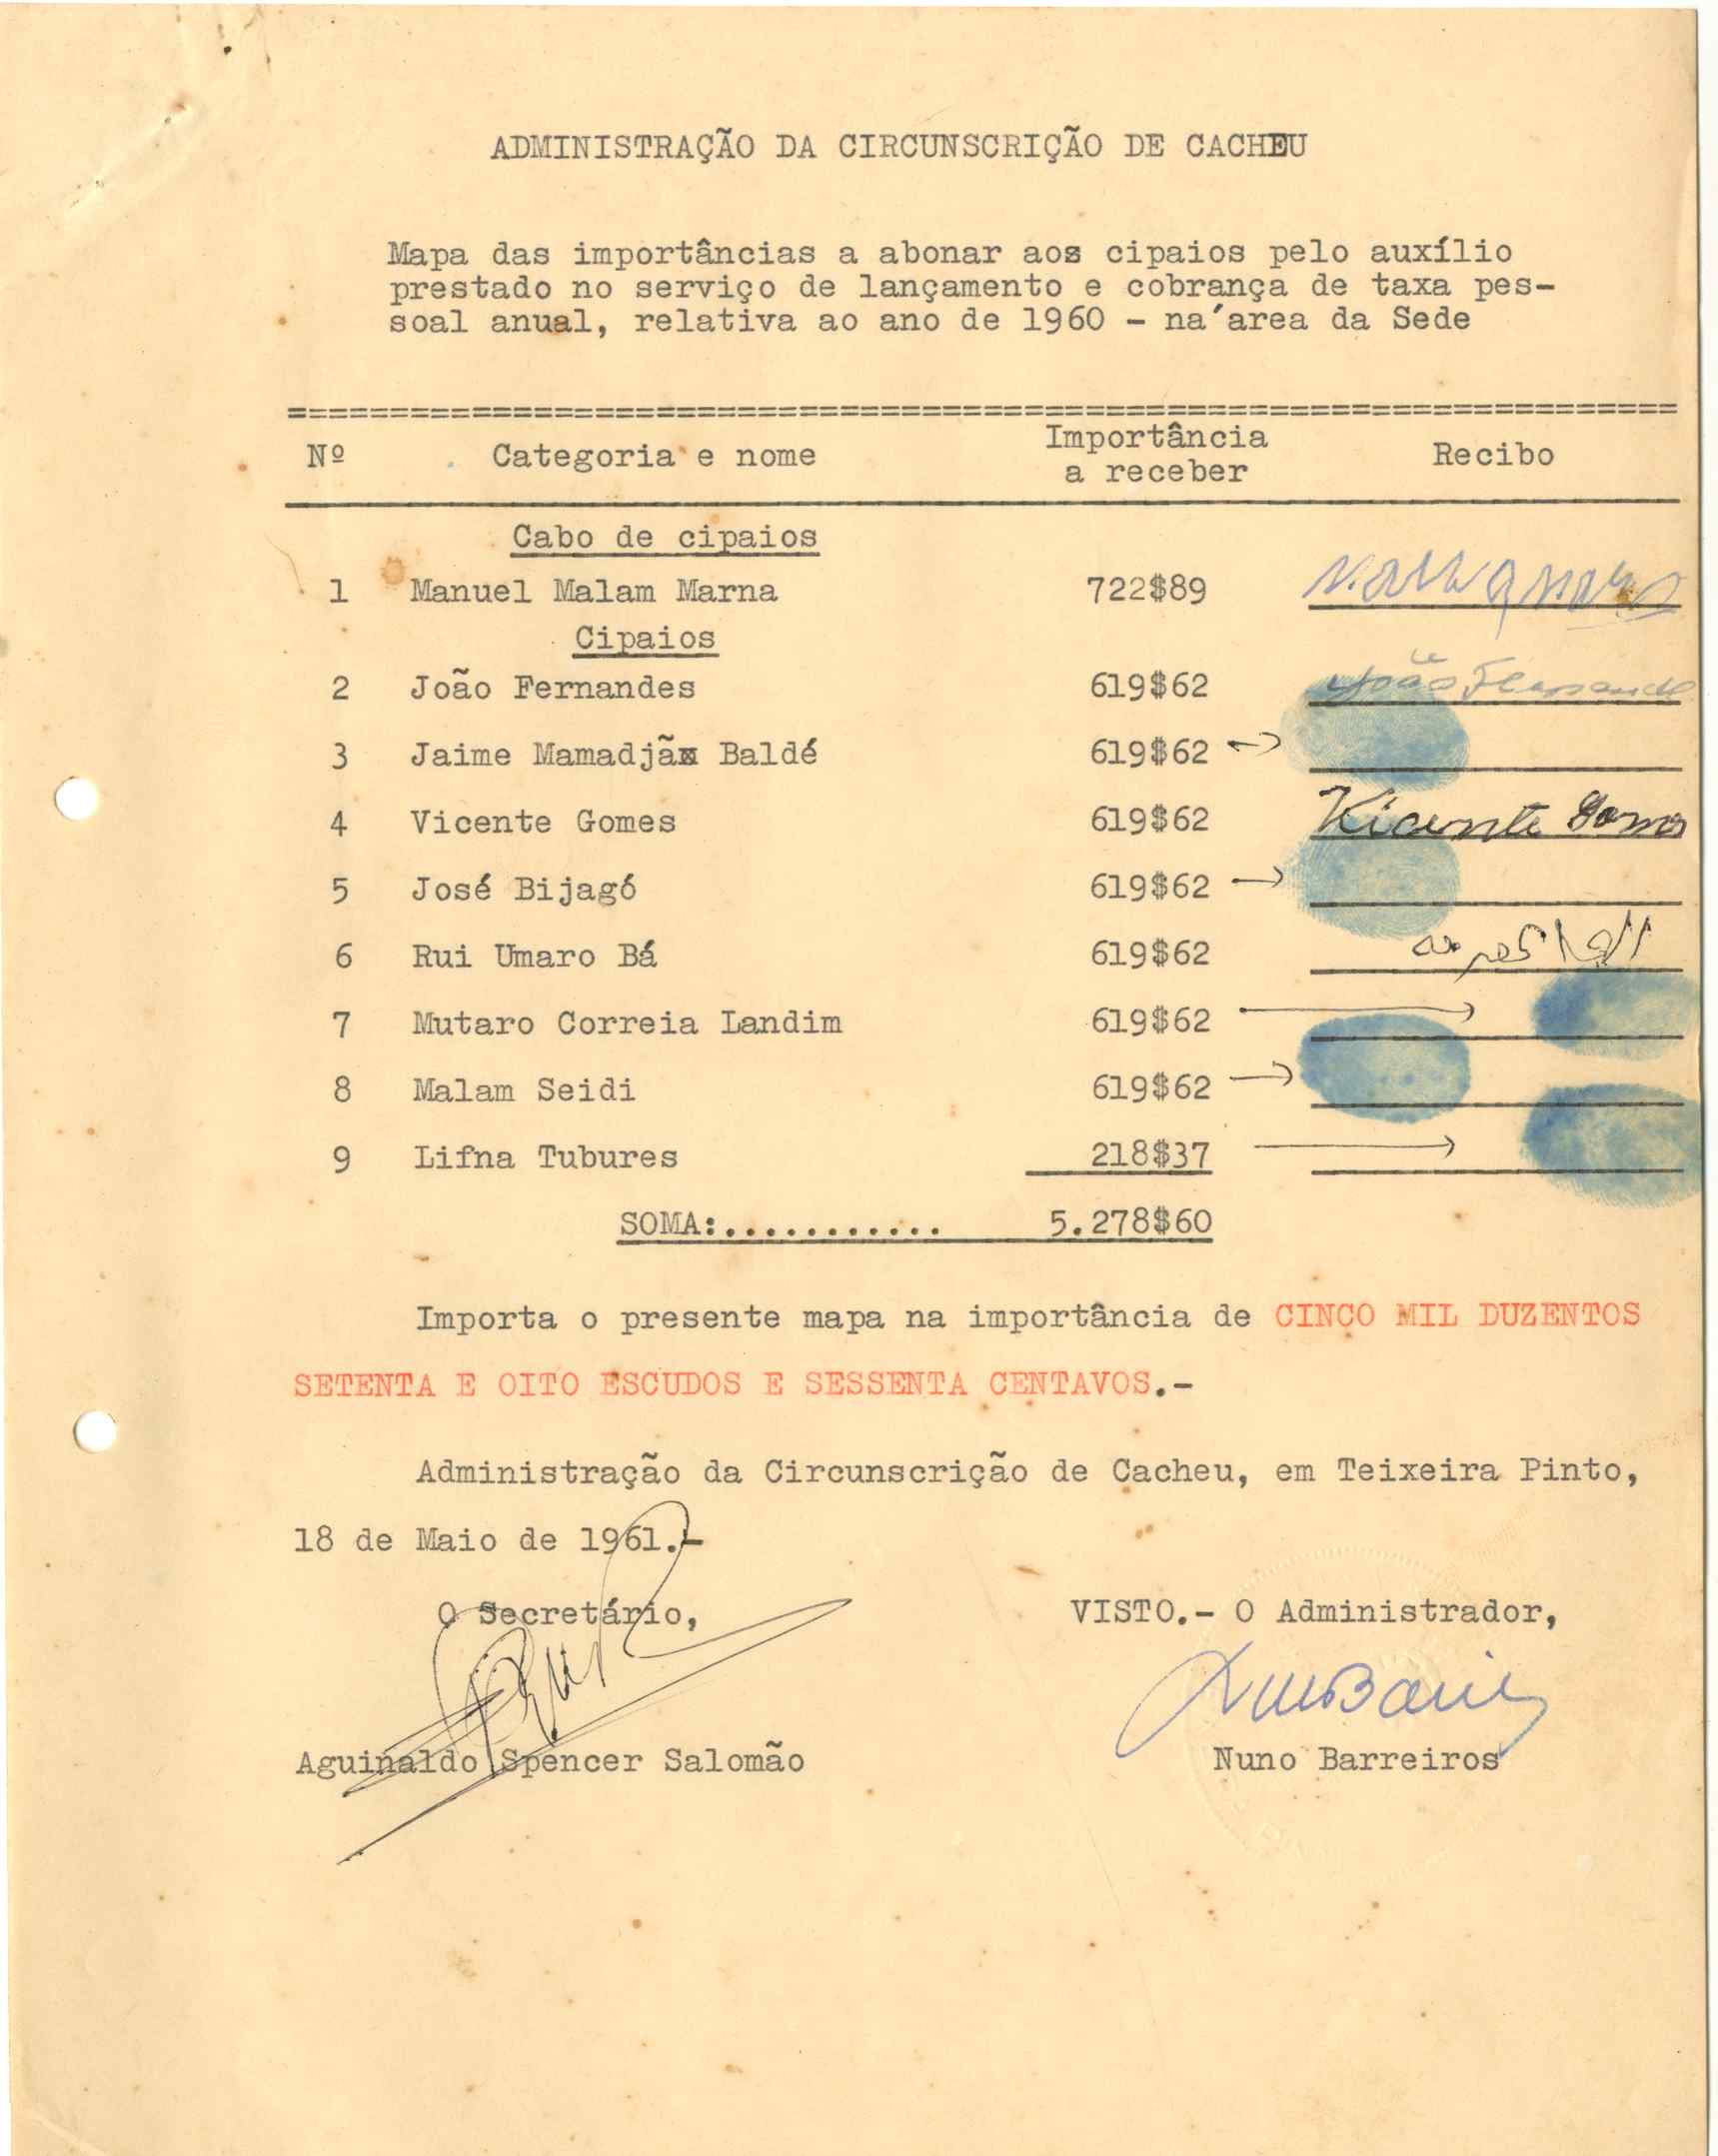 ADMINISTRAÇÃO DA CIRCUNSCRIÇÃO DE CACHEU
Mapa das importâncias a abonar aos cipaios pelo auxílio
prestado no serviço de lançamento e cobrança de taxa pes-
soal anual, relativa ao ano de 1960 - na´area da Sede
Nº Categoria e nome Importância a receber Recibo
Cabo de cipaios
1 Manuel Malam Marna 722$89
Cipaios
2 João Fernandes 619$62 João Fernande
3 Jaime Mamadjãx Baldé 619$62
4 Vicente Gomes 619$62 Vicente Gomes
5 José Bijagó 619$62
6 Rui Umaro Bá 619$62
7 Mutaro Correia Landim 619$62
8 Malam Seidi 619$62
9 Lifna Tubures 218$37
SOMA:........... 5.278$60
Importa o presente mapa na importância de CINCO MIL DUZENTOS
SETENTA E OITO ESCUDOS E SESSENTA CENTAVOS.-
Administração da Circunscrição de Cacheu, em Teixeira Pinto,
18 de Maio de 1961.-
O Secretário, VISTO.- O Administrador,
Aguinaldo Spencer Salomão Nuno Barreiros